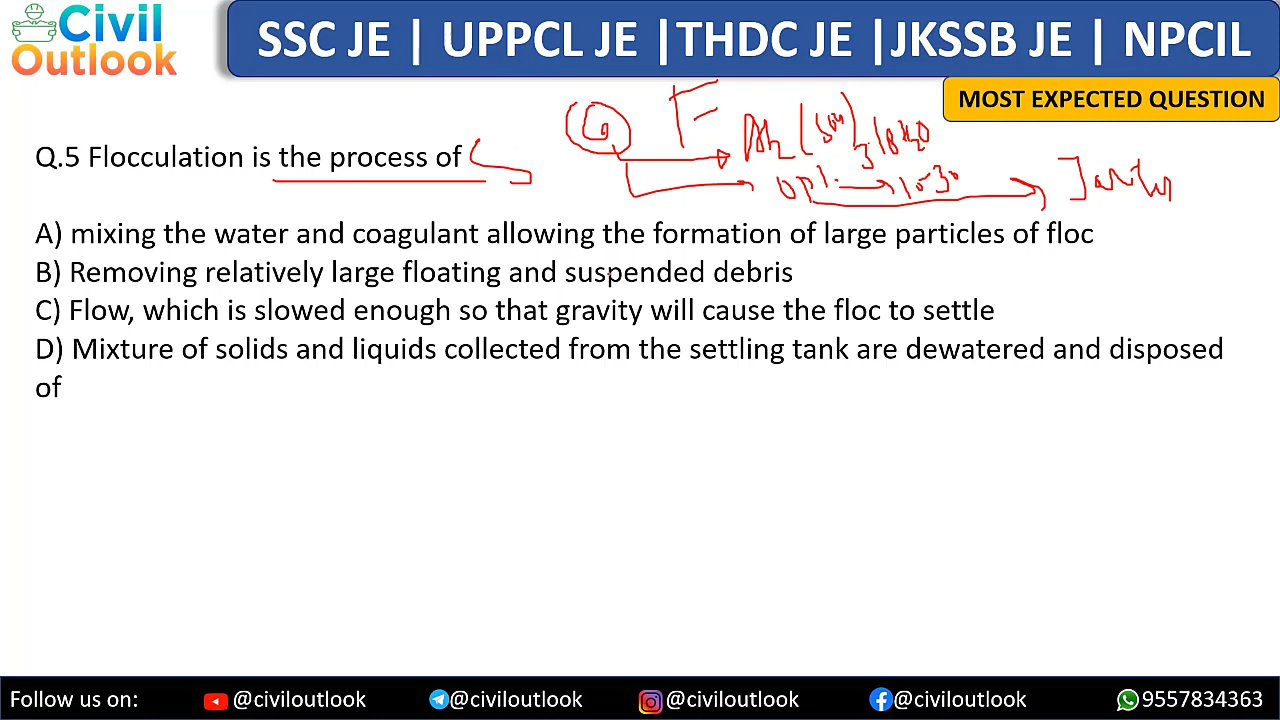 Civil
Outlook
SSC JE | UPPCL JE |THDC JE |JKSSB JE | NPCIL
MOST EXPECTED QUESTION
F
Q.5 Flocculation is the process of
A) mixing the water and coagulant allowing the formation of large particles of floc
B) Removing relatively large floating and suspended debris
C) Flow, which is slowed enough so that gravity will cause the floc to settle
D) Mixture of solids and liquids collected from the settling tank are dewatered and disposed
of
Follow us on: @civiloutlook @civiloutlook @civiloutlook @civiloutlook 9557834363